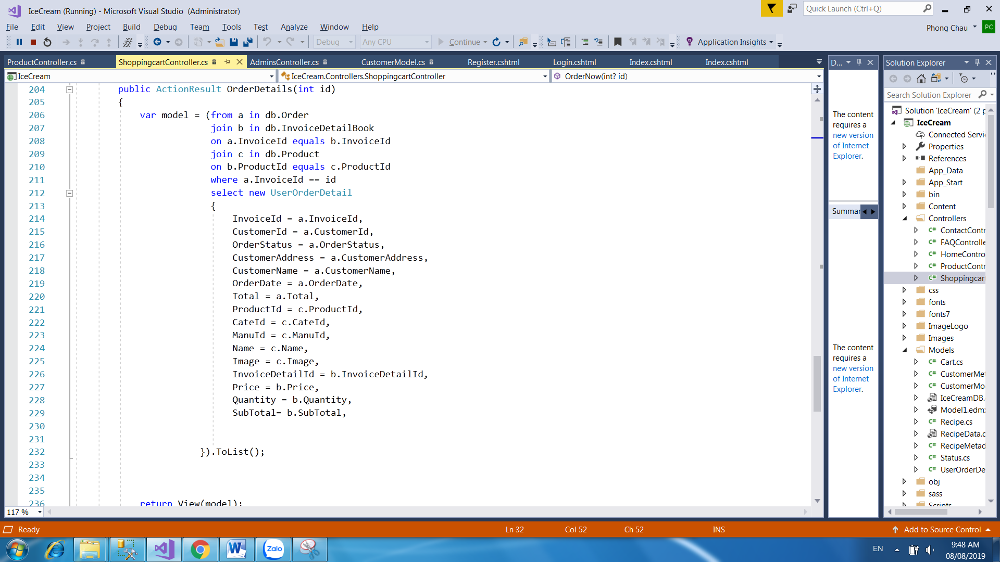 IceCream (Running) - Microsoft Visual Studio (Administrator)
Quick Launch (Ctrl+Q)
File Edit View Project Build Debug Team Tools Test Analyze Window Help
Phong Chau PC
Debug Any CPU Continue Application Insights
ProductController.cs ShoppingcartController.cs AdminsController.cs CustomerModel.cs Register.cshtml Login.cshtml Index.cshtml Index.cshtml
IceCream IceCream.Controllers.ShoppingcartController OrderNow(int? id)
204 public ActionResult OrderDetails(int id)
205 {
206 var model = (from a in db.Order
207 join b in db.InvoiceDetailBook
208 on a.InvoiceId equals b.InvoiceId
209 join c in db.Product
210 on b.ProductId equals c.ProductId
211 where a.InvoiceId == id
212 select new UserOrderDetail
213 {
214 InvoiceId = a.InvoiceId,
215 CustomerId = a.CustomerId,
216 OrderStatus = a.OrderStatus,
217 CustomerAddress = a.CustomerAddress,
218 CustomerName = a.CustomerName,
219 OrderDate = a.OrderDate,
220 Total = a.Total,
221 ProductId = c.ProductId,
222 CateId = c.CateId,
223 ManuId = c.ManuId,
224 Name = c.Name,
225 Image = c.Image,
226 InvoiceDetailId = b.InvoiceDetailId,
227 Price = b.Price,
228 Quantity = b.Quantity,
229 SubTotal= b.SubTotal,
230
231
232 }).ToList();
233
234
235
236 return View(model);
117 %
D...
The content
requires a
new version
of Internet
Explorer.
Summar
The content
requires a
new version
of Internet
Explorer.
Solution Explorer
Search Solution Explorer
Solution 'IceCream' (2 p
IceCream
Connected Servi
Properties
References
App_Data
App_Start
bin
Content
Controllers
C# ContactContr
C# FAQControlle
C# HomeContro
C# ProductContr
C# Shoppingcart
css
fonts
fonts7
ImageLogo
Images
Models
C# Cart.cs
C# CustomerMet
C# CustomerMo
IceCreamDB.
Model1.edmx
C# Recipe.cs
RecipeData.c
C# RecipeMetad
C# Status.cs
C# UserOrderDe
obj
sass
Scripts
Ready Ln 32 Col 52 Ch 52 INS Add to Source Control
Zalo
EN
9:48 AM
08/08/2019